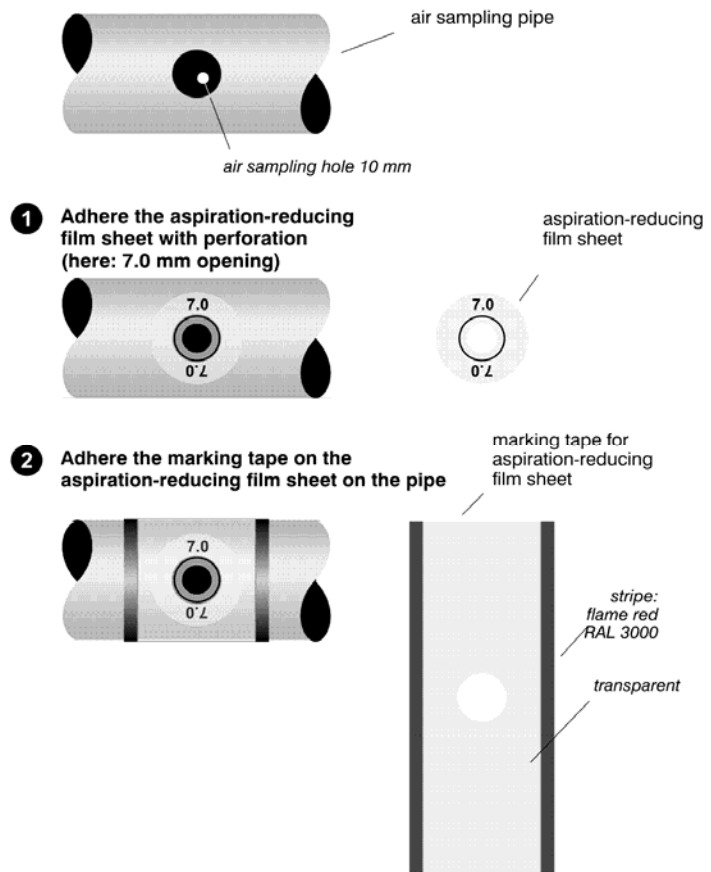 air sampling pipe
air sampling hole 10 mm
1 Adhere the aspiration-reducing
film sheet with perforation
(here: 7.0 mm opening)
aspiration-reducing
film sheet
7.0
7.0
7.0
7.0
2 Adhere the marking tape on the
aspiration-reducing film sheet on the pipe
marking tape for
aspiration-reducing
film sheet
7.0
7.0
stripe:
flame red
RAL 3000
transparent